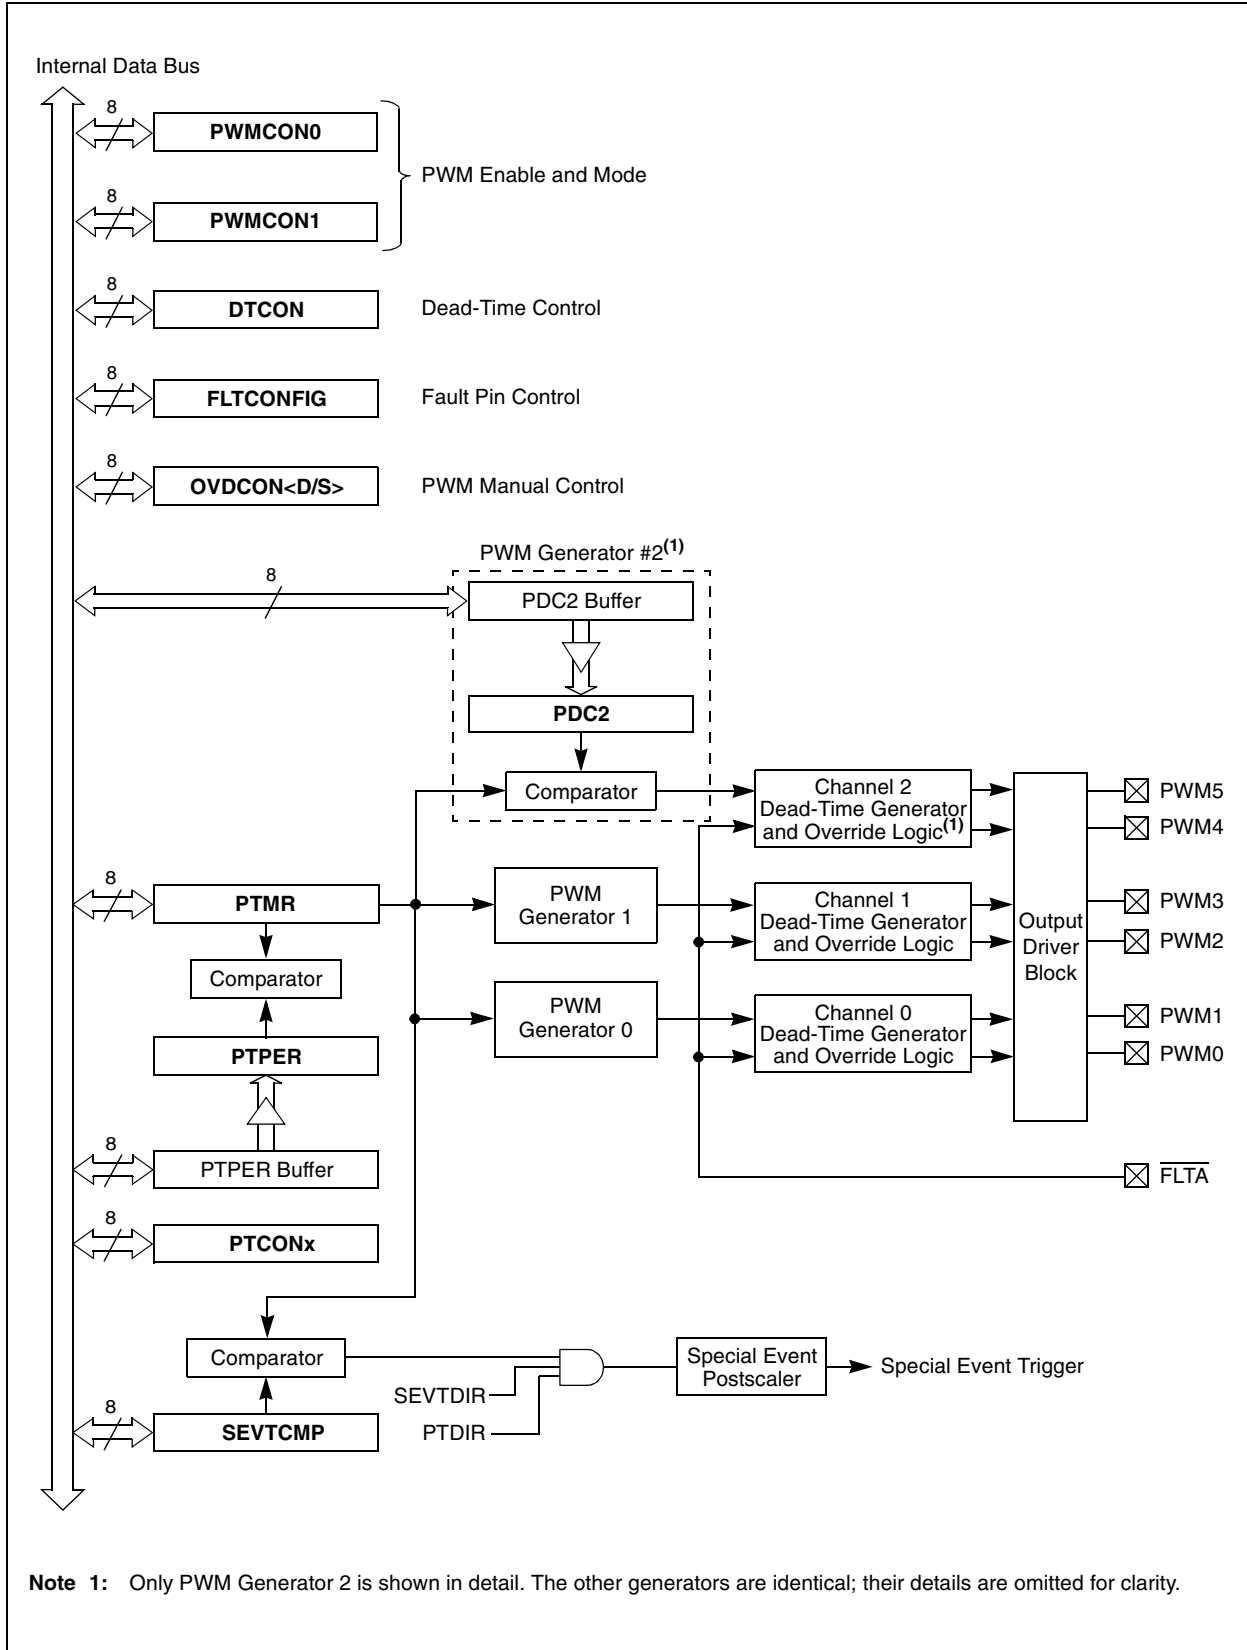 Internal Data Bus
8
PWMCON0
PWM Enable and Mode
8
PWMCON1
8
DTCON
Dead-Time Control
8
FLTCONFIG
Fault Pin Control
8
OVDCON<D/S>
PWM Manual Control
PWM Generator #2(1)
8
PDC2 Buffer
PDC2
Comparator
Channel 2
Dead-Time Generator
and Override Logic(1)
PWM5
PWM4
8
PTMR
PWM
Generator 1
Channel 1
Dead-Time Generator
and Override Logic
Output
Driver
Block
PWM3
PWM2
Comparator
PWM
Generator 0
Channel 0
Dead-Time Generator
and Override Logic
PWM1
PWM0
PTPER
8
PTPER Buffer
FLTA
8
PTCONx
Comparator
Special Event
Postscaler
Special Event Trigger
SEVTDIR
PTDIR
8
SEVTCMP
Note 1: Only PWM Generator 2 is shown in detail. The other generators are identical; their details are omitted for clarity.